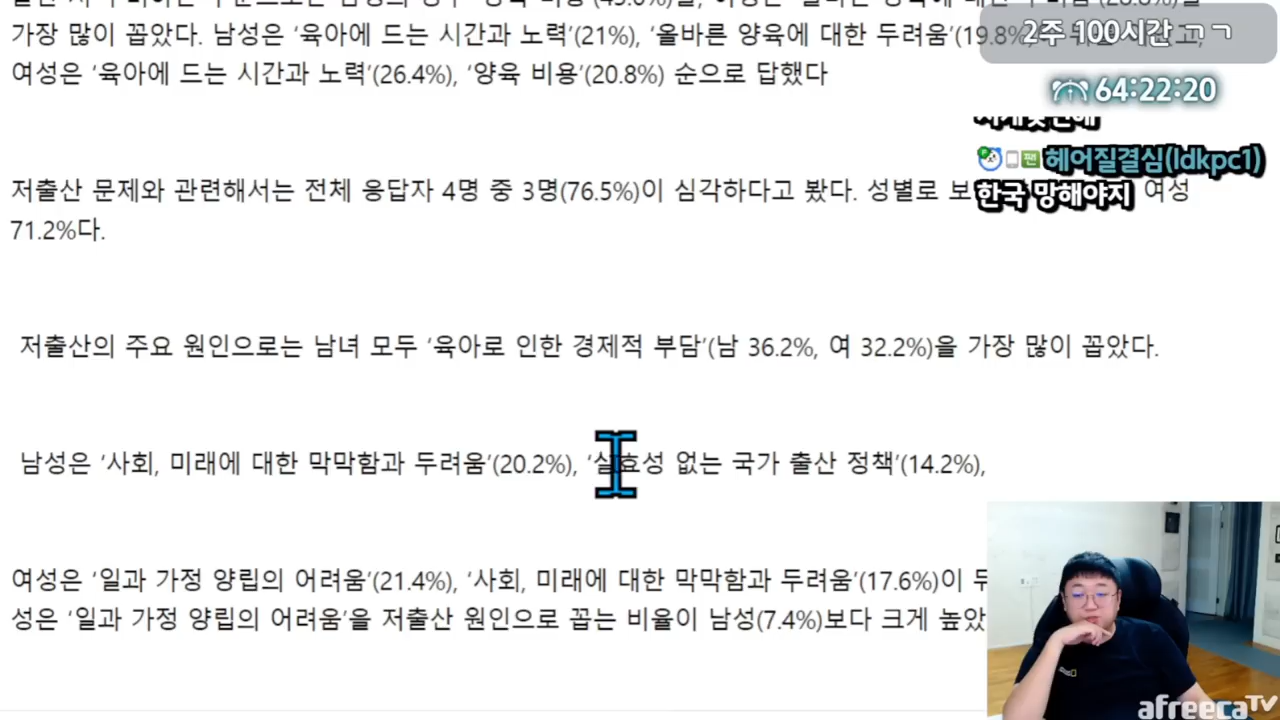 가장 많이 꼽았다. 남성은 ‘육아에 드는 시간과 노력’(21%), ‘올바른 양육에 대한 두려움’(19.8%
여성은 ‘육아에 드는 시간과 노력’(26.4%), ‘양육 비용’(20.8%) 순으로 답했다
2주 100시간 ㄱㄱ
64:22:20
팬 헤어질결심(ldkpc1)
한국 망해야지
저출산 문제와 관련해서는 전체 응답자 4명 중 3명(76.5%)이 심각하다고 봤다. 성별로 보 여성
71.2%다.
저출산의 주요 원인으로는 남녀 모두 ‘육아로 인한 경제적 부담’(남 36.2%, 여 32.2%)을 가장 많이 꼽았다.
남성은 ‘사회, 미래에 대한 막막함과 두려움’(20.2%), ‘실효성 없는 국가 출산 정책’(14.2%),
여성은 ‘일과 가정 양립의 어려움’(21.4%), ‘사회, 미래에 대한 막막함과 두려움’(17.6%)이
성은 ‘일과 가정 양립의 어려움’을 저출산 원인으로 꼽는 비율이 남성(7.4%)보다 크게 높았
afreecaTV